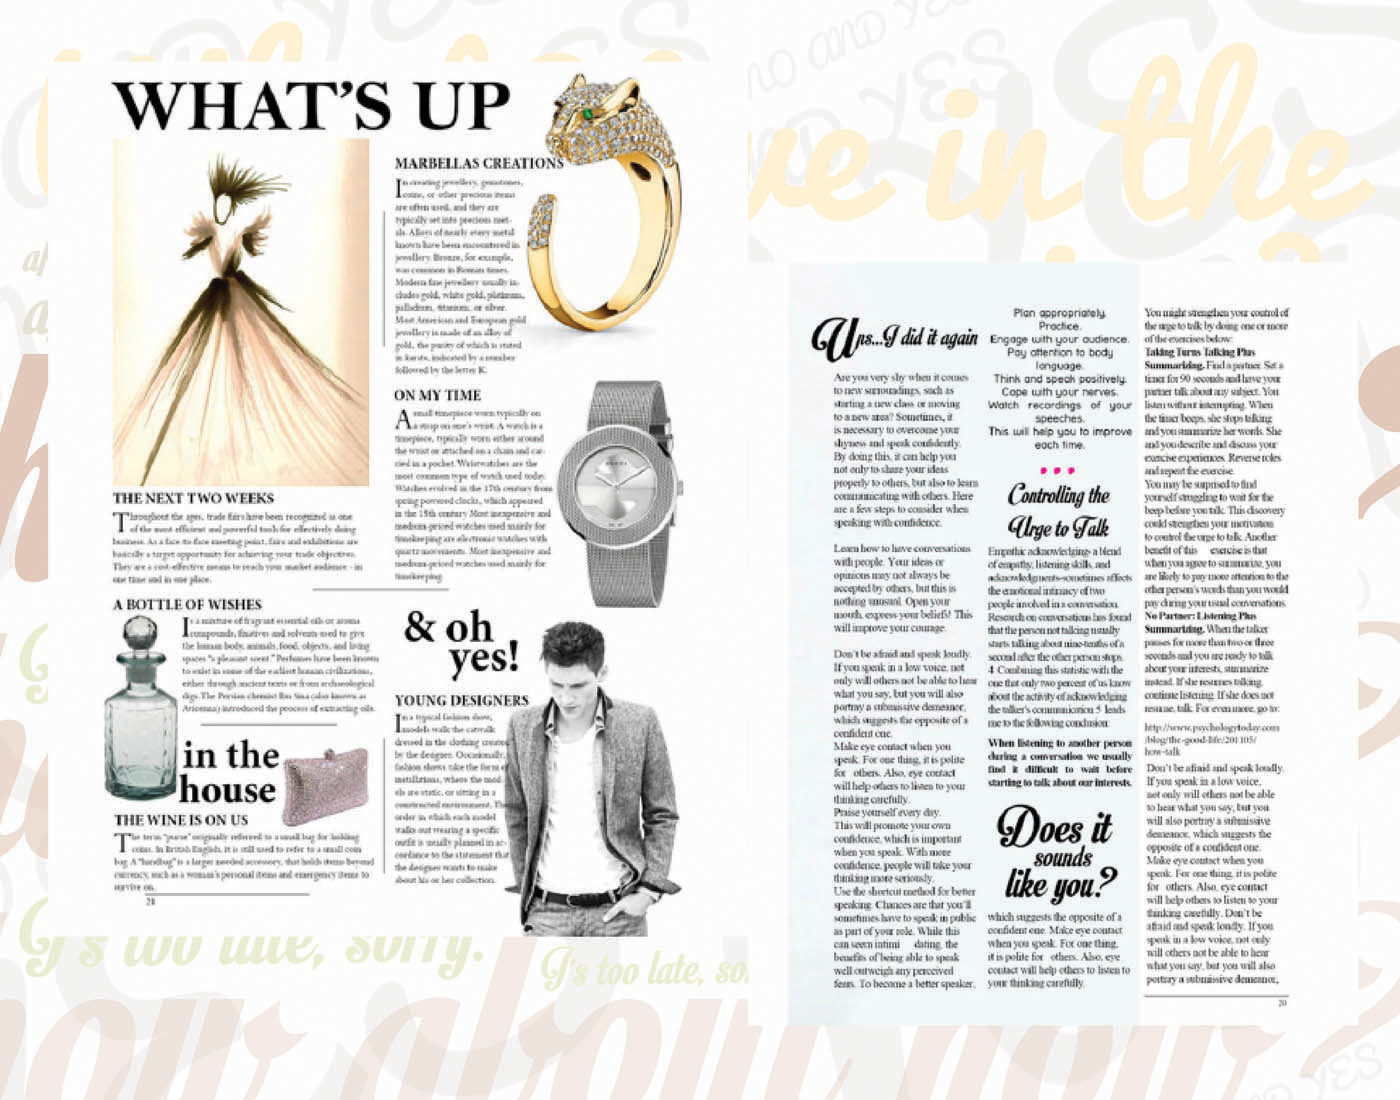 WHAT'S UP
MARBELLAS CREATIONS
In creating jewellery, gemstones,
coins, or other precious items
are often used, and they are
typically set into precious met-
als. Alloys of nearly every metal
known have been encountered in
jewellery. Bronze, for example,
was common in Roman times.
Modern fine jewellery usually in-
cludes gold, white gold, platinum,
palladium, titanium, or silver.
Most American and European gold
jewellery is made of an alloy of
gold, the purity of which is stated
in karats, indicated by a number
followed by the letter K.
ON MY TIME
A small timepiece worn typically on
a strap on one's wrist. A watch is a
timepiece, typically worn either around
the wrist or attached on a chain and car-
ried in a pocket. Wristwatches are the
most common type of watch used today.
Watches evolved in the 17th century from
spring powered clocks, which appeared
in the 15th century Most inexpensive and
medium-priced watches used mainly for
timekeeping are electronic watches with
quartz movements. Most inexpensive and
medium-priced watches used mainly for
timekeeping.
THE NEXT TWO WEEKS
Throughout the ages, trade fairs have been recognized as one
of the most efficient and powerful tools for effectively doing
business. As a face-to-face meeting point, fairs and exhibitions are
basically a target opportunity for achieving your trade objectives.
They are a cost-effective means to reach your market audience - in
one time and in one place.
A BOTTLE OF WISHES
Is a mixture of fragrant essential oils or aroma
compounds, fixatives and solvents used to give
the human body, animals, food, objects, and living
spaces "a pleasant scent." Perfumes have been known
to exist in some of the earliest human civilizations,
either through ancient texts or from archaeological
digs. The Persian chemist Ibn Sina (also known as
Avicenna) introduced the process of extracting oils.
in the
house
THE WINE IS ON US
The term "purse" originally referred to a small bag for holding
coins. In British English, it is still used to refer to a small coin
bag. A "handbag" is a larger needed accessory, that holds items beyond
currency, such as a woman's personal items and emergency items to
survive on.
21
& oh
yes!
YOUNG DESIGNERS
In a typical fashion show,
models walk the catwalk
dressed in the clothing created
by the designer. Occasionally,
fashion shows take the form of
installations, where the mod-
els are static, or sitting in a
constructed environment. The
order in which each model
walks out wearing a specific
outfit is usually planned in ac-
cordance to the statement that
the designer wants to make
about his or her collection.
Ups...I did it again
Are you very shy when it comes
to new surroundings, such as
starting a new class or moving
to a new area? Sometimes, it
is necessary to overcome your
shyness and speak confidently.
By doing this, it can help you
not only to share your ideas
properly to others, but also to learn
communicating with others. Here
are a few steps to consider when
speaking with confidence.
Learn how to have conversations
with people. Your ideas or
opinions may not always be
accepted by others, but this is
nothing unusual. Open your
mouth, express your beliefs! This
will improve your courage.
Don't be afraid and speak loudly.
If you speak in a low voice, not
only will others not be able to hear
what you say, but you will also
portray a submissive demeanor,
which suggests the opposite of a
confident one.
Make eye contact when you
speak. For one thing, it is polite
for others. Also, eye contact
will help others to listen to your
thinking carefully.
Praise yourself every day.
This will promote your own
confidence, which is important
when you speak. With more
confidence, people will take your
thinking more seriously.
Use the shortcut method for better
speaking. Chances are that you'll
sometimes have to speak in public
as part of your role. While this
can seem intimi dating, the
benefits of being able to speak
well outweigh any perceived
fears. To become a better speaker,
Plan appropriately.
Practice.
Engage with your audience.
Pay attention to body
language.
Think and speak positively.
Cope with your nerves.
Watch recordings of your
speeches.
This will help you to improve
each time.
Controlling the
Urge to Talk
Empathic acknowledging-a blend
of empathy, listening skills, and
acknowledgments-sometimes affects
the emotional intimacy of two
people involved in a conversation.
Research on conversations has found
that the person not talking usually
starts talking about nine-tenths of a
second after the other person stops.
4 Combining this statistic with the
one that only two percent of us know
about the activity of acknowledging
the talker's communication 5 leads
me to the following conclusion:
When listening to another person
during a conversation we usually
find it difficult to wait before
starting to talk about our interests.
Does it
sounds
like you?
which suggests the opposite of a
confident one. Make eye contact
when you speak. For one thing,
it is polite for others. Also, eye
contact will help others to listen to
your thinking carefully.
You might strengthen your control of
the urge to talk by doing one or more
of the exercises below:
Taking Turns Talking Plus
Summarizing. Find a partner. Set a
timer for 90 seconds and have your
partner talk about any subject. You
listen without interrupting. When
the timer beeps, she stops talking
and you summarize her words. She
and you describe and discuss your
exercise experiences. Reverse roles
and repeat the exercise.
You may be surprised to find
yourself struggling to wait for the
beep before you talk. This discovery
could strengthen your motivation
to control the urge to talk. Another
benefit of this exercise is that
when you agree to summarize, you
are likely to pay more attention to the
other person's words than you would
pay during your usual conversations.
No Partner: Listening Plus
Summarizing. When the talker
pauses for more than two or three
seconds and you are ready to talk
about your interests, summarize
instead. If she resumes talking,
continue listening. If she does not
resume, talk. For even more, go to:
http://www.psychologytoday.com
/blog/the-good-life/201105/
how-talk
Don't be afraid and speak loudly.
If you speak in a low voice,
not only will others not be able
to hear what you say, but you
will also portray a submissive
demeanor, which suggests the
opposite of a confident one.
Make eye contact when you
speak. For one thing, it is polite
for others. Also, eye contact
will help others to listen to your
thinking carefully. Don't be
afraid and speak loudly. If you
speak in a low voice, not only
will others not be able to hear
what you say, but you will also
portray a submissive demeanor,
20
NO AND YES
ve in the
I's too late, sorry.
I's too late, so